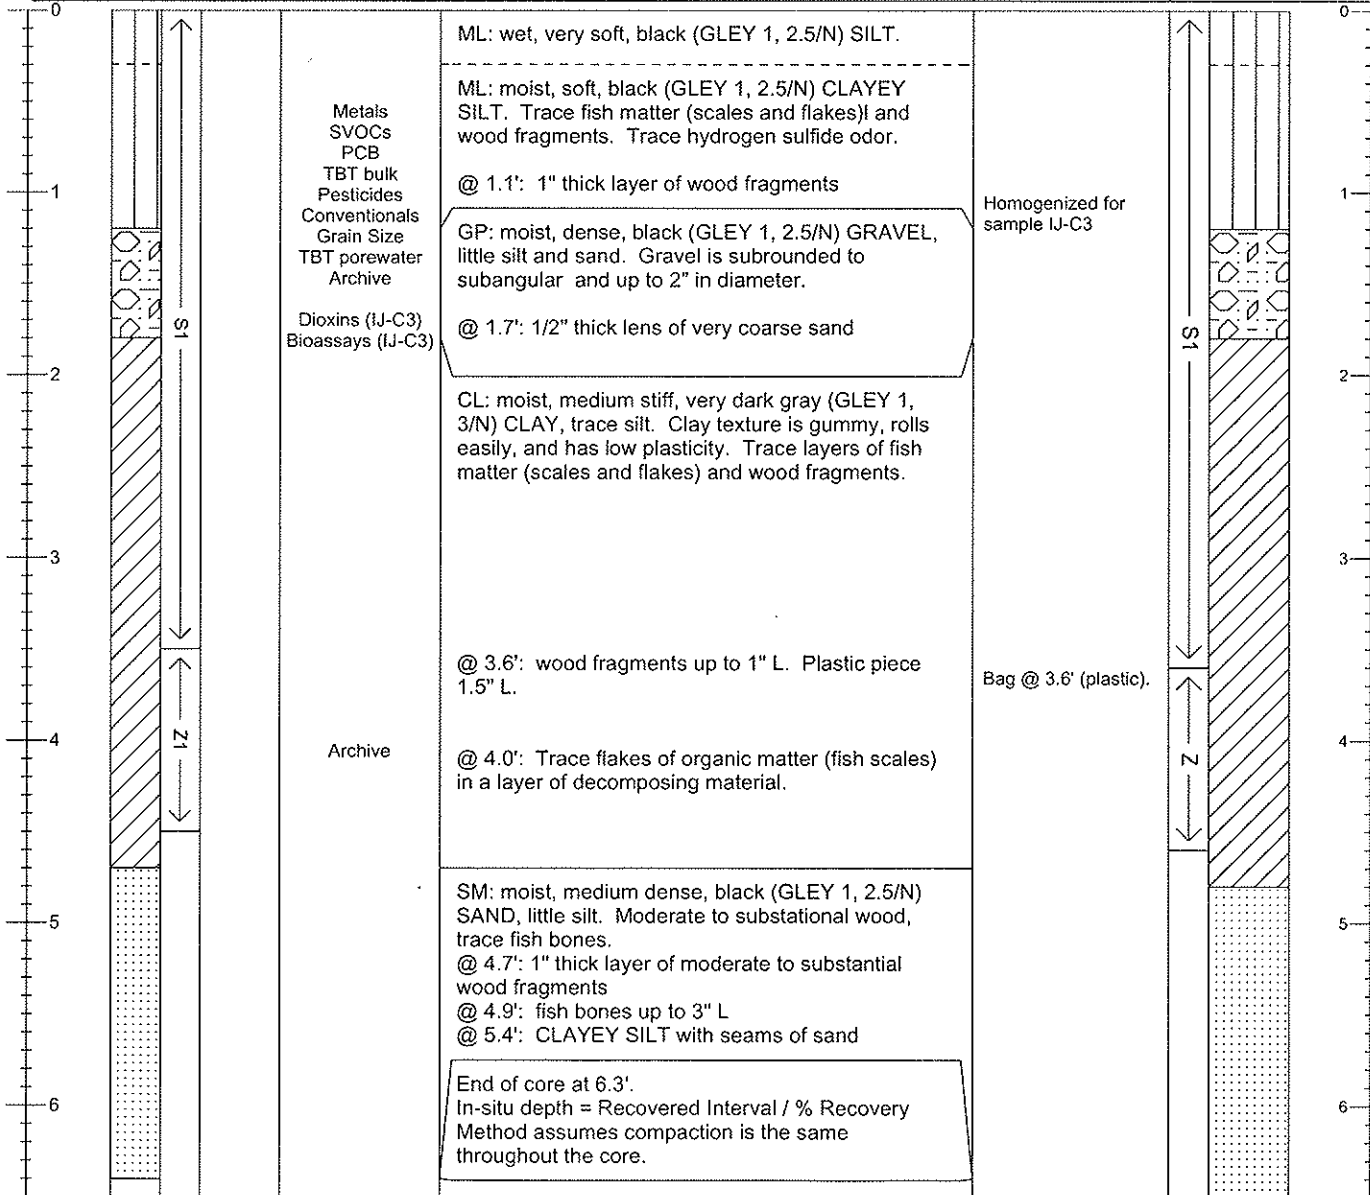 0
0
ML: wet, very soft, black (GLEY 1, 2.5/N) SILT.
ML: moist, soft, black (GLEY 1, 2.5/N) CLAYEY
SILT. Trace fish matter (scales and flakes)l and
wood fragments. Trace hydrogen sulfide odor.
@ 1.1': 1" thick layer of wood fragments
Metals
SVOCs
PCB
TBT bulk
Pesticides
Conventionals
Grain Size
TBT porewater
Archive
Dioxins (IJ-C3)
Bioassays (IJ-C3)
1
1
Homogenized for
sample IJ-C3
GP: moist, dense, black (GLEY 1, 2.5/N) GRAVEL,
little silt and sand. Gravel is subrounded to
subangular and up to 2" in diameter.
@ 1.7': 1/2" thick lens of very coarse sand
S1
S1
2
2
CL: moist, medium stiff, very dark gray (GLEY 1,
3/N) CLAY, trace silt. Clay texture is gummy, rolls
easily, and has low plasticity. Trace layers of fish
matter (scales and flakes) and wood fragments.
3
3
@ 3.6': wood fragments up to 1" L. Plastic piece
1.5" L.
Bag @ 3.6' (plastic).
4
Z1
Archive
Z
4
@ 4.0': Trace flakes of organic matter (fish scales)
in a layer of decomposing material.
SM: moist, medium dense, black (GLEY 1, 2.5/N)
SAND, little silt. Moderate to substational wood,
trace fish bones.
@ 4.7': 1" thick layer of moderate to substantial
wood fragments
@ 4.9': fish bones up to 3" L
@ 5.4': CLAYEY SILT with seams of sand
5
5
End of core at 6.3'.
In-situ depth = Recovered Interval / % Recovery
Method assumes compaction is the same
throughout the core.
6
6